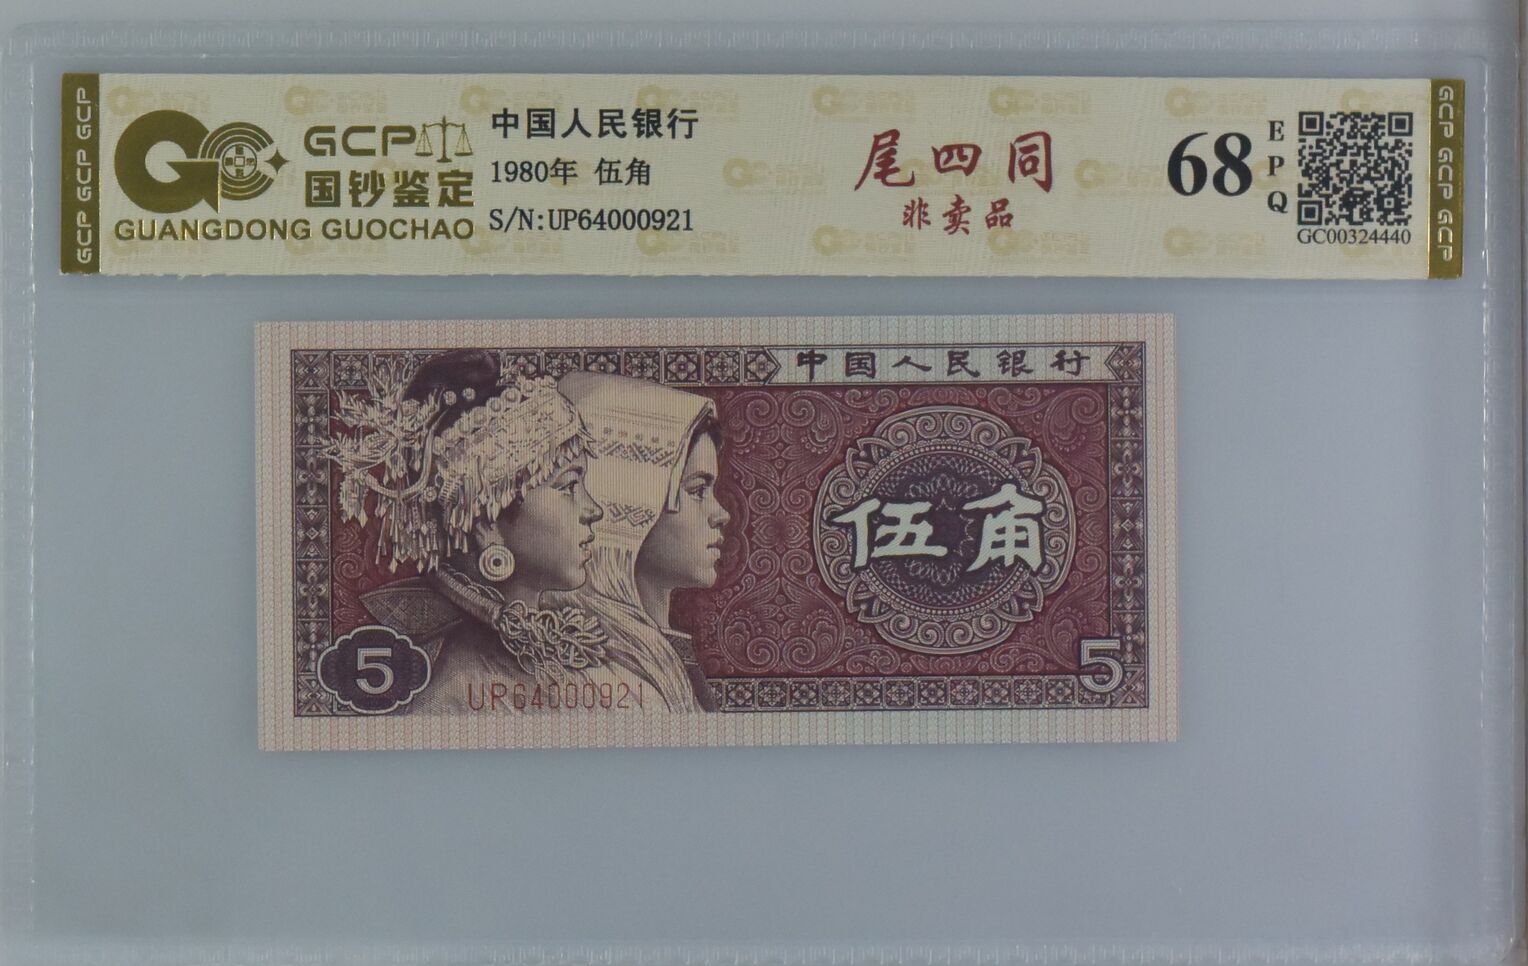 GCP GCP GCP
GCP
国钞鉴定
GUANGDONG GUOCHAO
中国人民银行
1980年 伍角
S/N:UP64000921
尾四同
非卖品
68
EPQ
GC00324440
GCP GCP GCP
中国人民银行
伍角
5
5
UP64000921